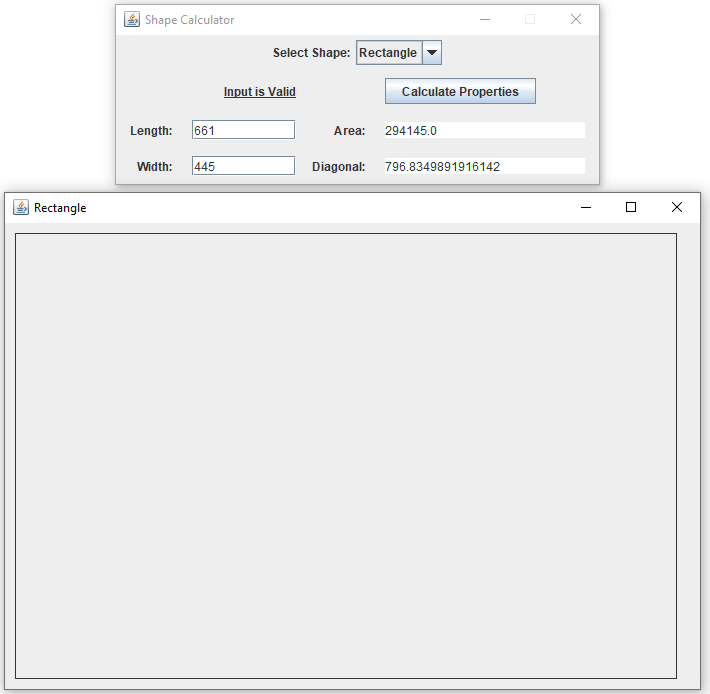 Shape Calculator
Select Shape: Rectangle
Input is Valid Calculate Properties
Length: 661 Area: 294145.0
Width: 445 Diagonal: 796.8349891916142
Rectangle